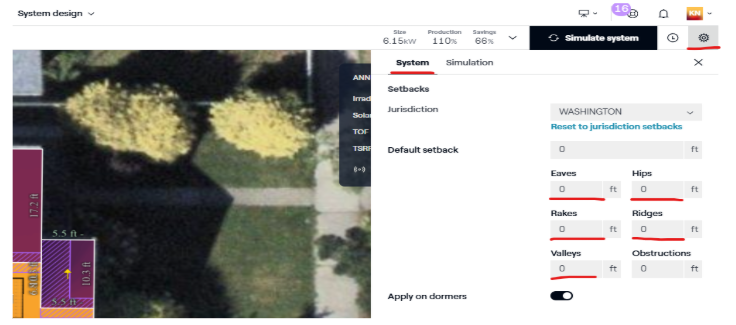 System design
16
KN
Size Production Savings
6.15kW 110% 66%
Simulate system
System Simulation
Setbacks
Jurisdiction WASHINGTON
Reset to jurisdiction setbacks
Default setback 0 ft
Eaves Hips
0 ft 0 ft
Rakes Ridges
0 ft 0 ft
Valleys Obstructions
0 ft 0 ft
Apply on dormers
ANN
Irrad
Solar
TOF
TSRF
17.2 ft
5.5 ft
10.3 ft
5.5 ft